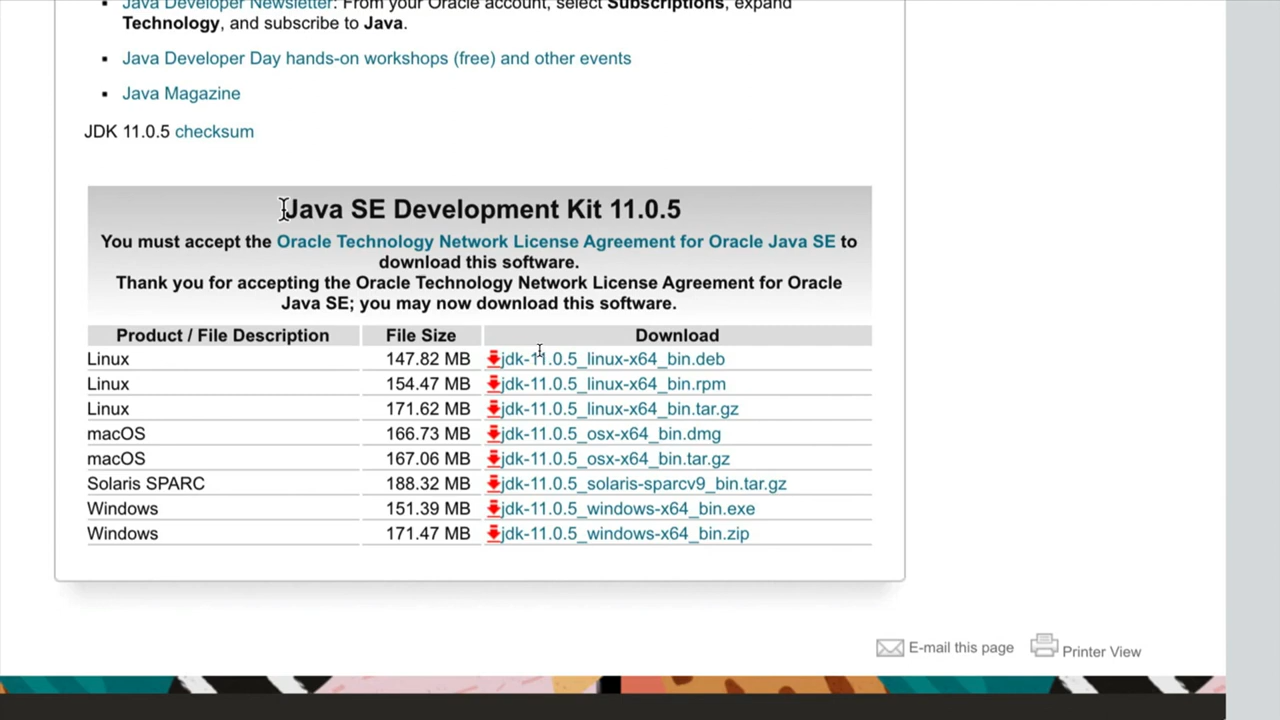 Java Developer Newsletter: From your Oracle account, select Subscriptions, expand
Technology, and subscribe to Java.
Java Developer Day hands-on workshops (free) and other events
Java Magazine
JDK 11.0.5 checksum
Java SE Development Kit 11.0.5
You must accept the Oracle Technology Network License Agreement for Oracle Java SE to
download this software.
Thank you for accepting the Oracle Technology Network License Agreement for Oracle
Java SE; you may now download this software.
Product / File Description File Size Download
Linux 147.82 MB jdk-11.0.5_linux-x64_bin.deb
Linux 154.47 MB jdk-11.0.5_linux-x64_bin.rpm
Linux 171.62 MB jdk-11.0.5_linux-x64_bin.tar.gz
macOS 166.73 MB jdk-11.0.5_osx-x64_bin.dmg
macOS 167.06 MB jdk-11.0.5_osx-x64_bin.tar.gz
Solaris SPARC 188.32 MB jdk-11.0.5_solaris-sparcv9_bin.tar.gz
Windows 151.39 MB jdk-11.0.5_windows-x64_bin.exe
Windows 171.47 MB jdk-11.0.5_windows-x64_bin.zip
E-mail this page Printer View